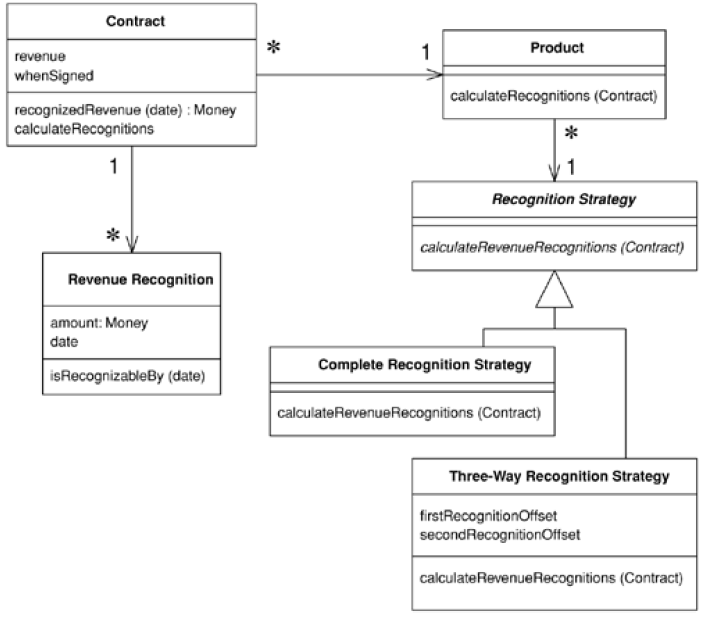 Contract
revenue
whenSigned
recognizedRevenue (date) : Money
calculateRecognitions
* 1
Product
calculateRecognitions (Contract)
1
*
*
1
Revenue Recognition
amount: Money
date
isRecognizableBy (date)
Recognition Strategy
calculateRevenueRecognitions (Contract)
Complete Recognition Strategy
calculateRevenueRecognitions (Contract)
Three-Way Recognition Strategy
firstRecognitionOffset
secondRecognitionOffset
calculateRevenueRecognitions (Contract)